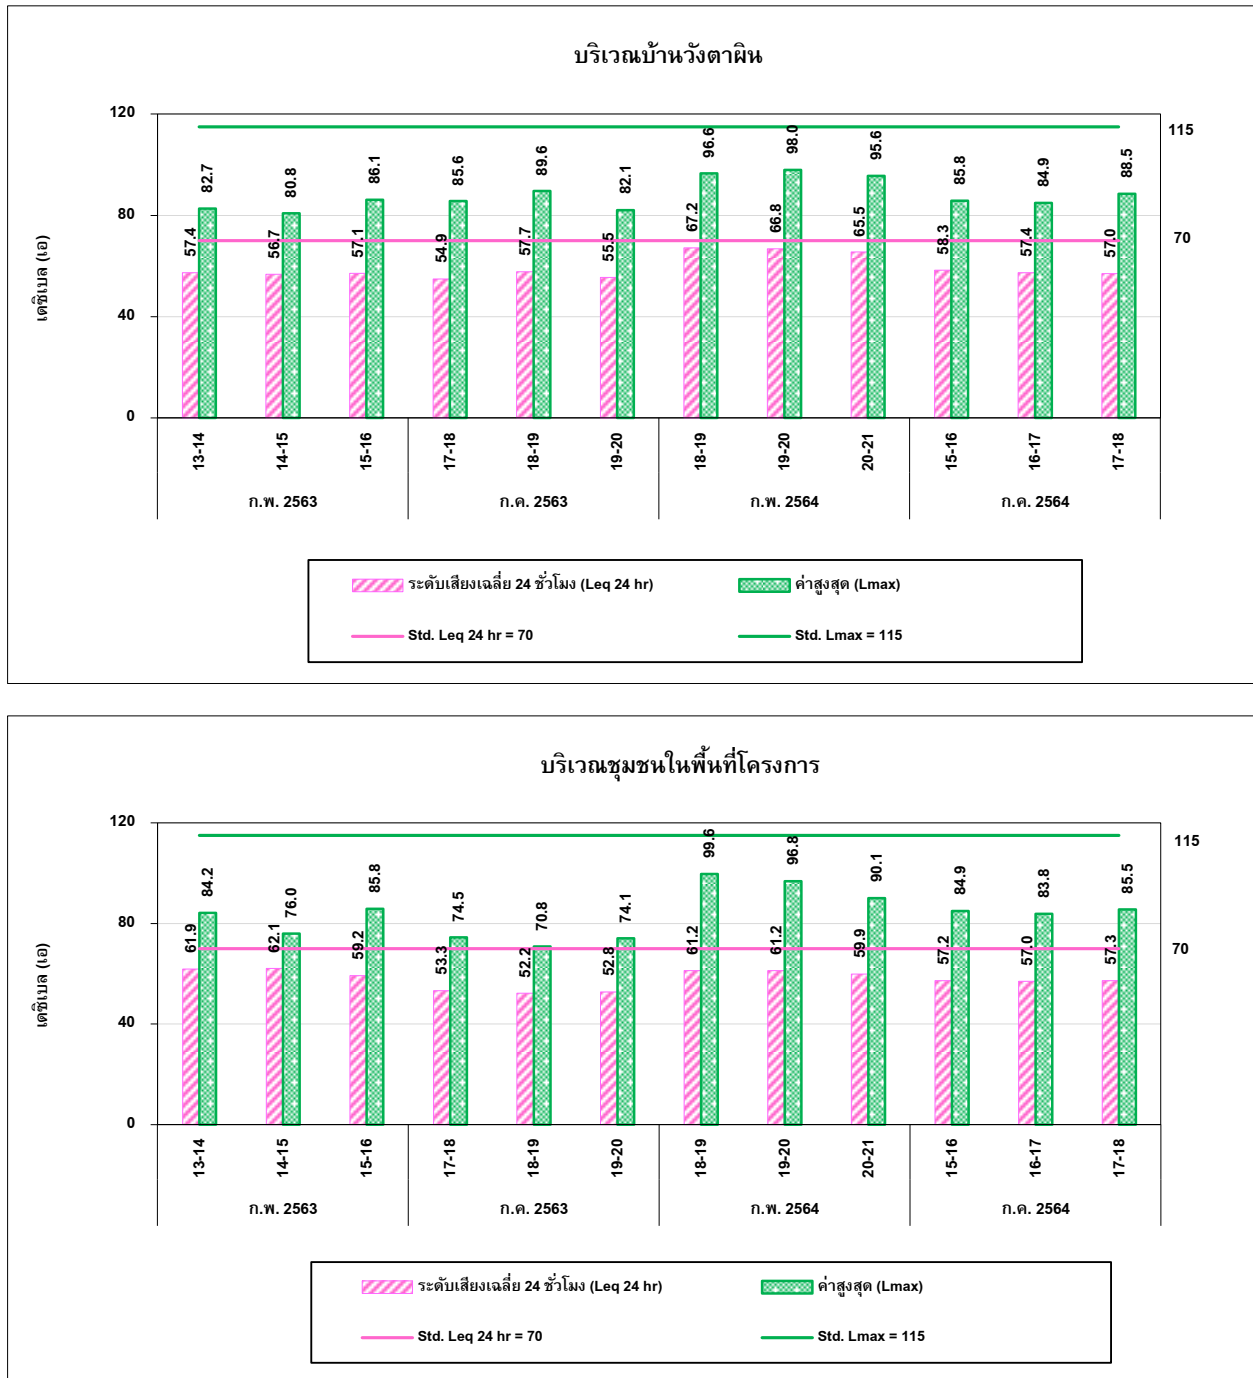 บริเวณบ้านวังตาผิน
เดซิเบล (เอ)
120
80
40
0
115
70
57.4 82.7 56.7 80.8 57.1 86.1 54.9 85.6 57.7 89.6 55.5 82.1 67.2 96.6 66.8 98.0 65.5 95.6 58.3 85.8 57.4 84.9 57.0 88.5
13-14 14-15 15-16 17-18 18-19 19-20 18-19 19-20 20-21 15-16 16-17 17-18
ก.พ. 2563 ก.ค. 2563 ก.พ. 2564 ก.ค. 2564
ระดับเสียงเฉลี่ย 24 ชั่วโมง (Leq 24 hr) ค่าสูงสุด (Lmax)
Std. Leq 24 hr = 70 Std. Lmax = 115
บริเวณชุมชนในพื้นที่โครงการ
เดซิเบล (เอ)
120
80
40
0
115
70
61.9 84.2 62.1 76.0 59.2 85.8 53.3 74.5 52.2 70.8 52.8 74.1 61.2 99.6 61.2 96.8 59.9 90.1 57.2 84.9 57.0 83.8 57.3 85.5
13-14 14-15 15-16 17-18 18-19 19-20 18-19 19-20 20-21 15-16 16-17 17-18
ก.พ. 2563 ก.ค. 2563 ก.พ. 2564 ก.ค. 2564
ระดับเสียงเฉลี่ย 24 ชั่วโมง (Leq 24 hr) ค่าสูงสุด (Lmax)
Std. Leq 24 hr = 70 Std. Lmax = 115